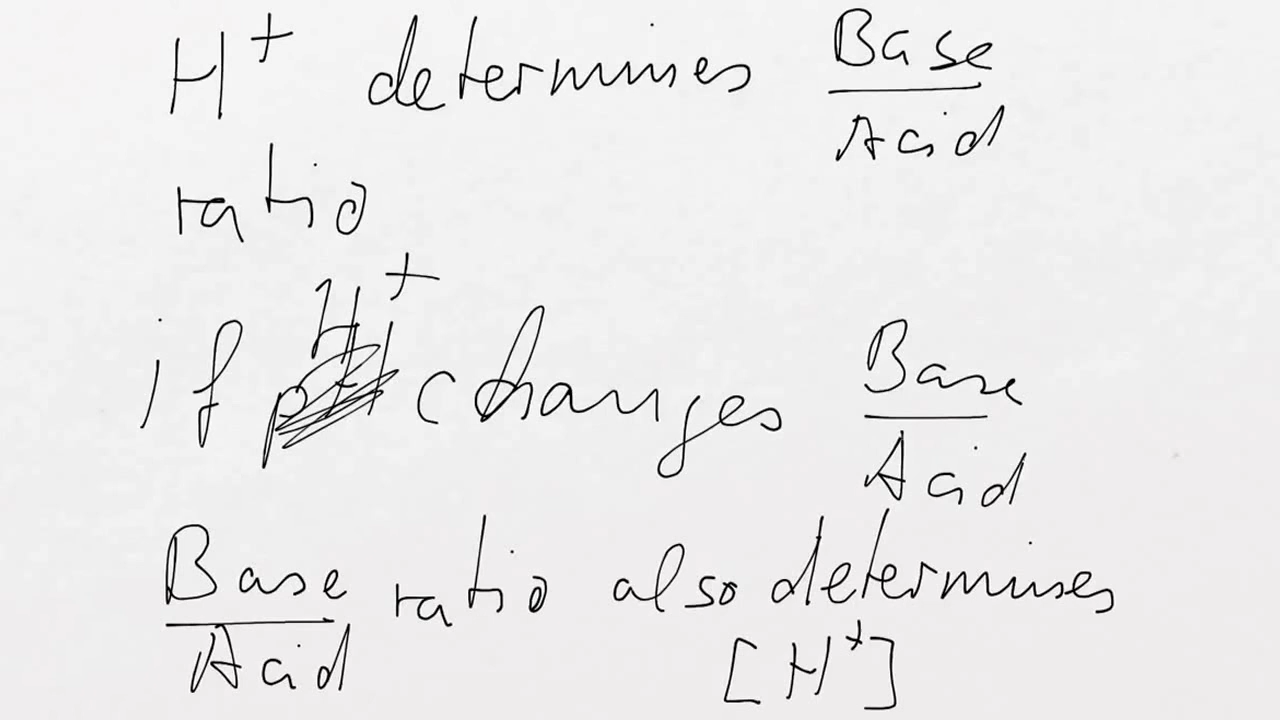 H⁺ determines Base/Acid
ratio
if H⁺ changes Base/Acid
Base/Acid ratio also determines
[H⁺]